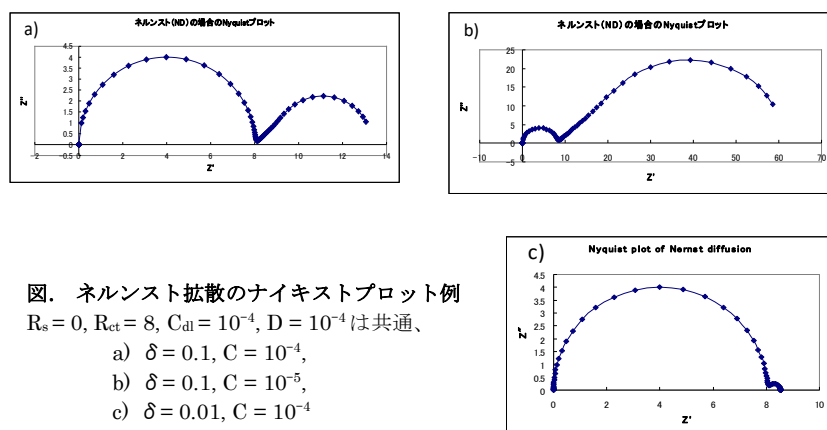 a)
ネルンスト(ND)の場合のNyquistプロット
4.5
4
3.5
3
2.5
2
1.5
1
0.5
0
-0.5
-2 0 2 4 6 8 10 12 14
Z"
Z'
b)
ネルンスト(ND)の場合のNyquistプロット
25
20
15
10
5
0
-5
-10 0 10 20 30 40 50 60 70
Z"
Z'
c)
Nyquist plot of Nernst diffusion
4.5
4
3.5
3
2.5
2
1.5
1
0.5
0
0 2 4 6 8 10
Z"
Z'
図. ネルンスト拡散のナイキストプロット例
Rs = 0, Rct = 8, Cdl = 10⁻⁴, D = 10⁻⁴ は共通、
a) δ = 0.1, C = 10⁻⁴,
b) δ = 0.1, C = 10⁻⁵,
c) δ = 0.01, C = 10⁻⁴